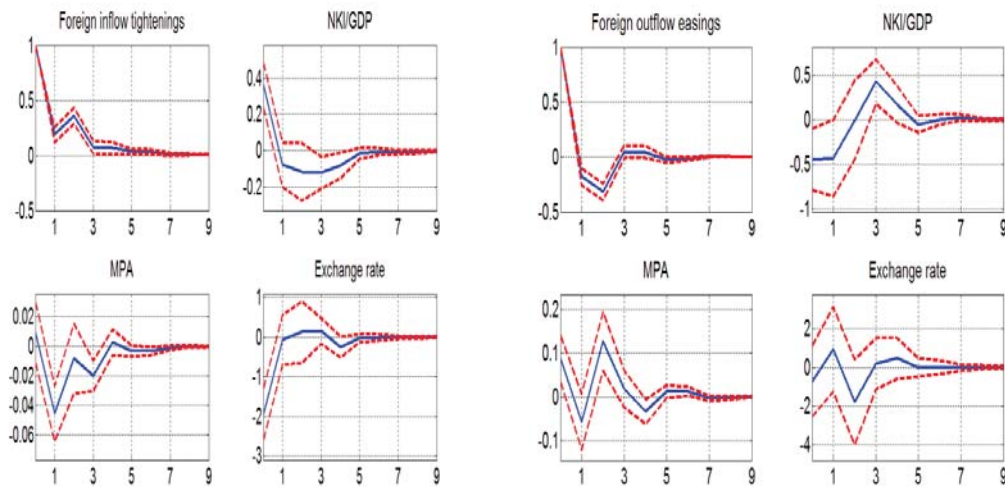 Foreign inflow tightenings
NKI/GDP
Foreign outflow easings
NKI/GDP
1
0.5
0
-0.5
1 3 5 7 9
0.4
0.2
0.0
-0.2
1 3 5 7 9
1
0.5
0
-0.5
1 3 5 7 9
0.5
0
-0.5
-1
1 3 5 7 9
MPA
Exchange rate
MPA
Exchange rate
0.02
0
-0.02
-0.04
-0.06
1 3 5 7 9
1
0
-1
-2
-3
1 3 5 7 9
0.2
0.1
0
-0.1
1 3 5 7 9
2
0
-2
-4
1 3 5 7 9